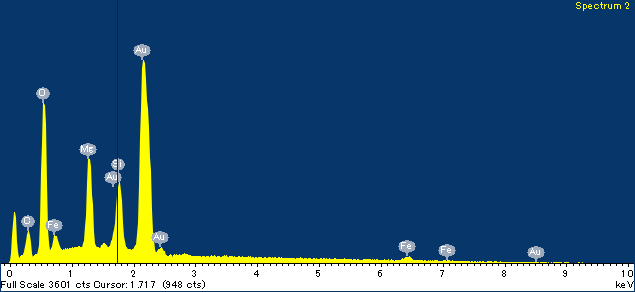 Spectrum 2
Au
O
Mg
Si
Au
O
Fe
Au
Fe
Fe
Au
0 1 2 3 4 5 6 7 8 9 10
Full Scale 3601 cts Cursor: 1.717 (948 cts) keV